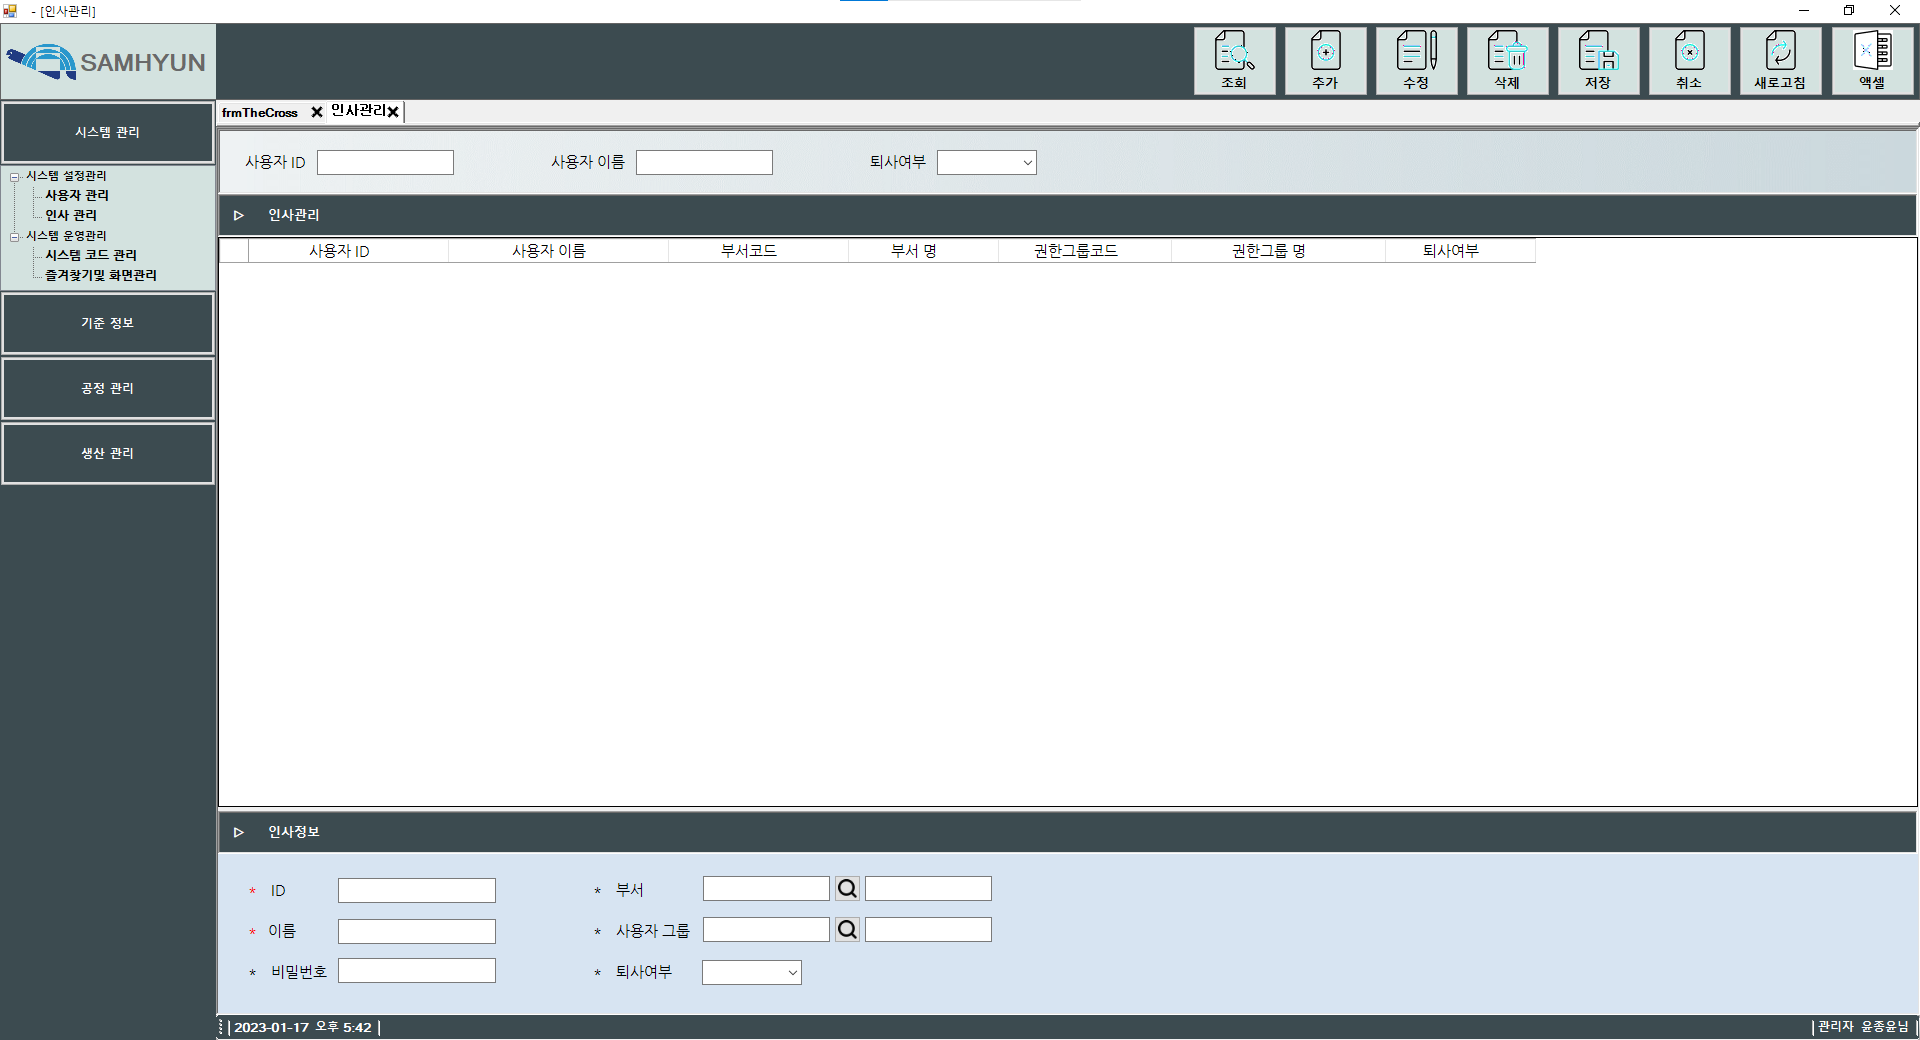 - [인사관리]
SAMHYUN
조회 추가 수정 삭제 저장 취소 새로고침 액셀
frmTheCross 인사관리
시스템 관리
시스템 설정관리
사용자 관리
인사 관리
시스템 운영관리
시스템 코드 관리
즐겨찾기및 화면관리
기준 정보
공정 관리
생산 관리
사용자 ID 사용자 이름 퇴사여부
인사관리
사용자 ID 사용자 이름 부서코드 부서 명 권한그룹코드 권한그룹 명 퇴사여부
인사정보
* ID * 부서
* 이름 * 사용자 그룹
* 비밀번호 * 퇴사여부
2023-01-17 오후 5:42
관리자 윤종윤님